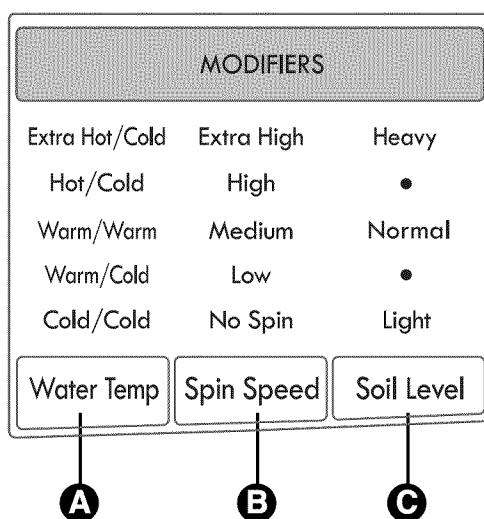 MODIFIERS
Extra Hot/Cold Extra High Heavy
Hot/Cold High •
Warm/Warm Medium Normal
Warm/Cold Low •
Cold/Cold No Spin Light
Water Temp Spin Speed Soil Level
A B C